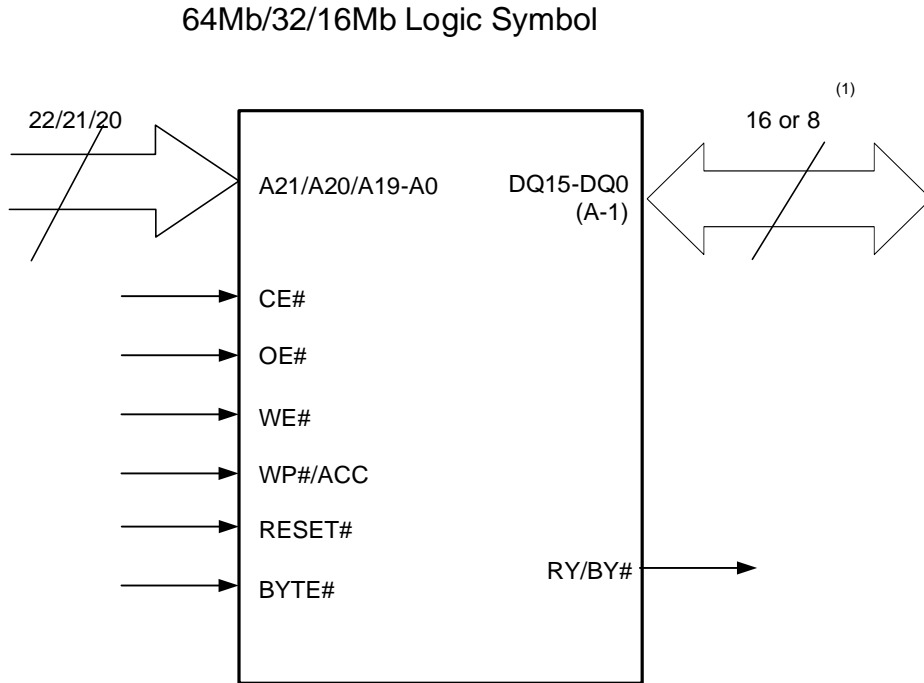 64Mb/32/16Mb Logic Symbol
22/21/20
16 or 8 (1)
A21/A20/A19-A0
DQ15-DQ0
(A-1)
CE#
OE#
WE#
WP#/ACC
RESET#
BYTE#
RY/BY#